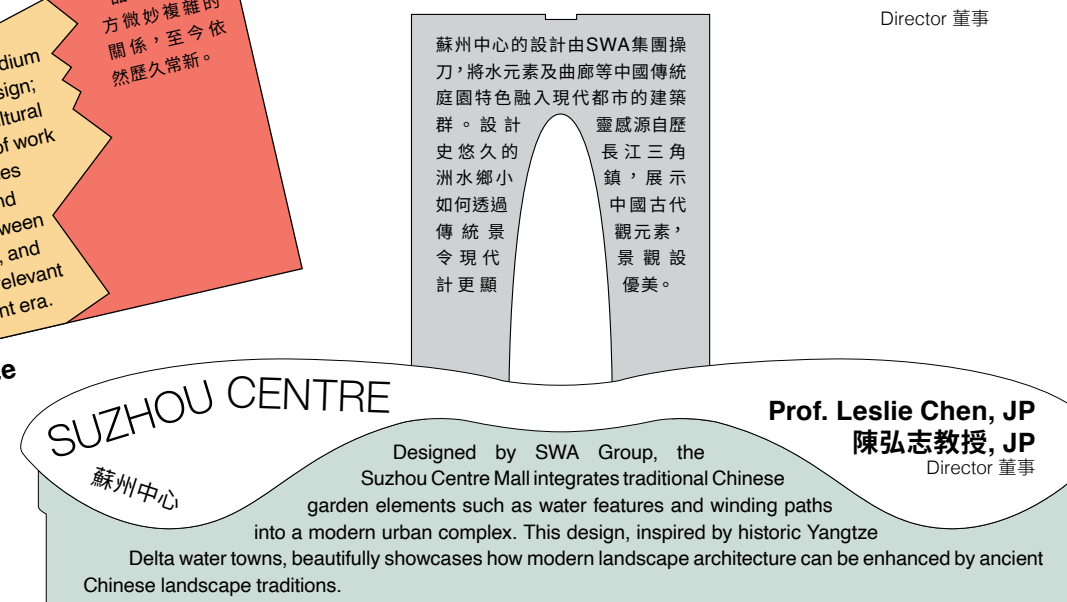 方微妙複雜的
關係，至今依
然歷久常新。
dium
sign;
ltural
of work
nd
ween
, and
relevant
nt era.
Director 董事
蘇州中心的設計由SWA集團操
刀，將水元素及曲廊等中國傳統
庭園特色融入現代都市的建築
群。設計 靈感源自歷
史悠久的 長江三角
洲水鄉小 鎮，展示
如何透過 中國古代
傳統景 觀元素，
令現代 景觀設
計更顯 優美。
SUZHOU CENTRE
蘇州中心
Prof. Leslie Chen, JP
陳弘志教授, JP
Director 董事
Designed by SWA Group, the
Suzhou Centre Mall integrates traditional Chinese
garden elements such as water features and winding paths
into a modern urban complex. This design, inspired by historic Yangtze
Delta water towns, beautifully showcases how modern landscape architecture can be enhanced by ancient
Chinese landscape traditions.